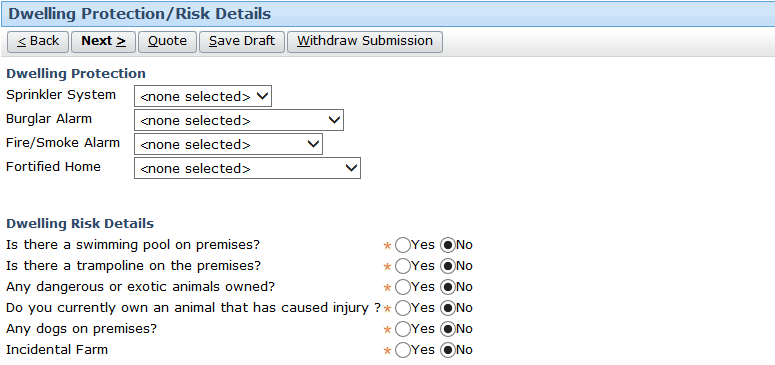 Dwelling Protection/Risk Details
< Back Next > Quote Save Draft Withdraw Submission
Dwelling Protection
Sprinkler System <none selected>
Burglar Alarm <none selected>
Fire/Smoke Alarm <none selected>
Fortified Home <none selected>
Dwelling Risk Details
Is there a swimming pool on premises? * Yes No
Is there a trampoline on the premises? * Yes No
Any dangerous or exotic animals owned? * Yes No
Do you currently own an animal that has caused injury ? * Yes No
Any dogs on premises? * Yes No
Incidental Farm * Yes No